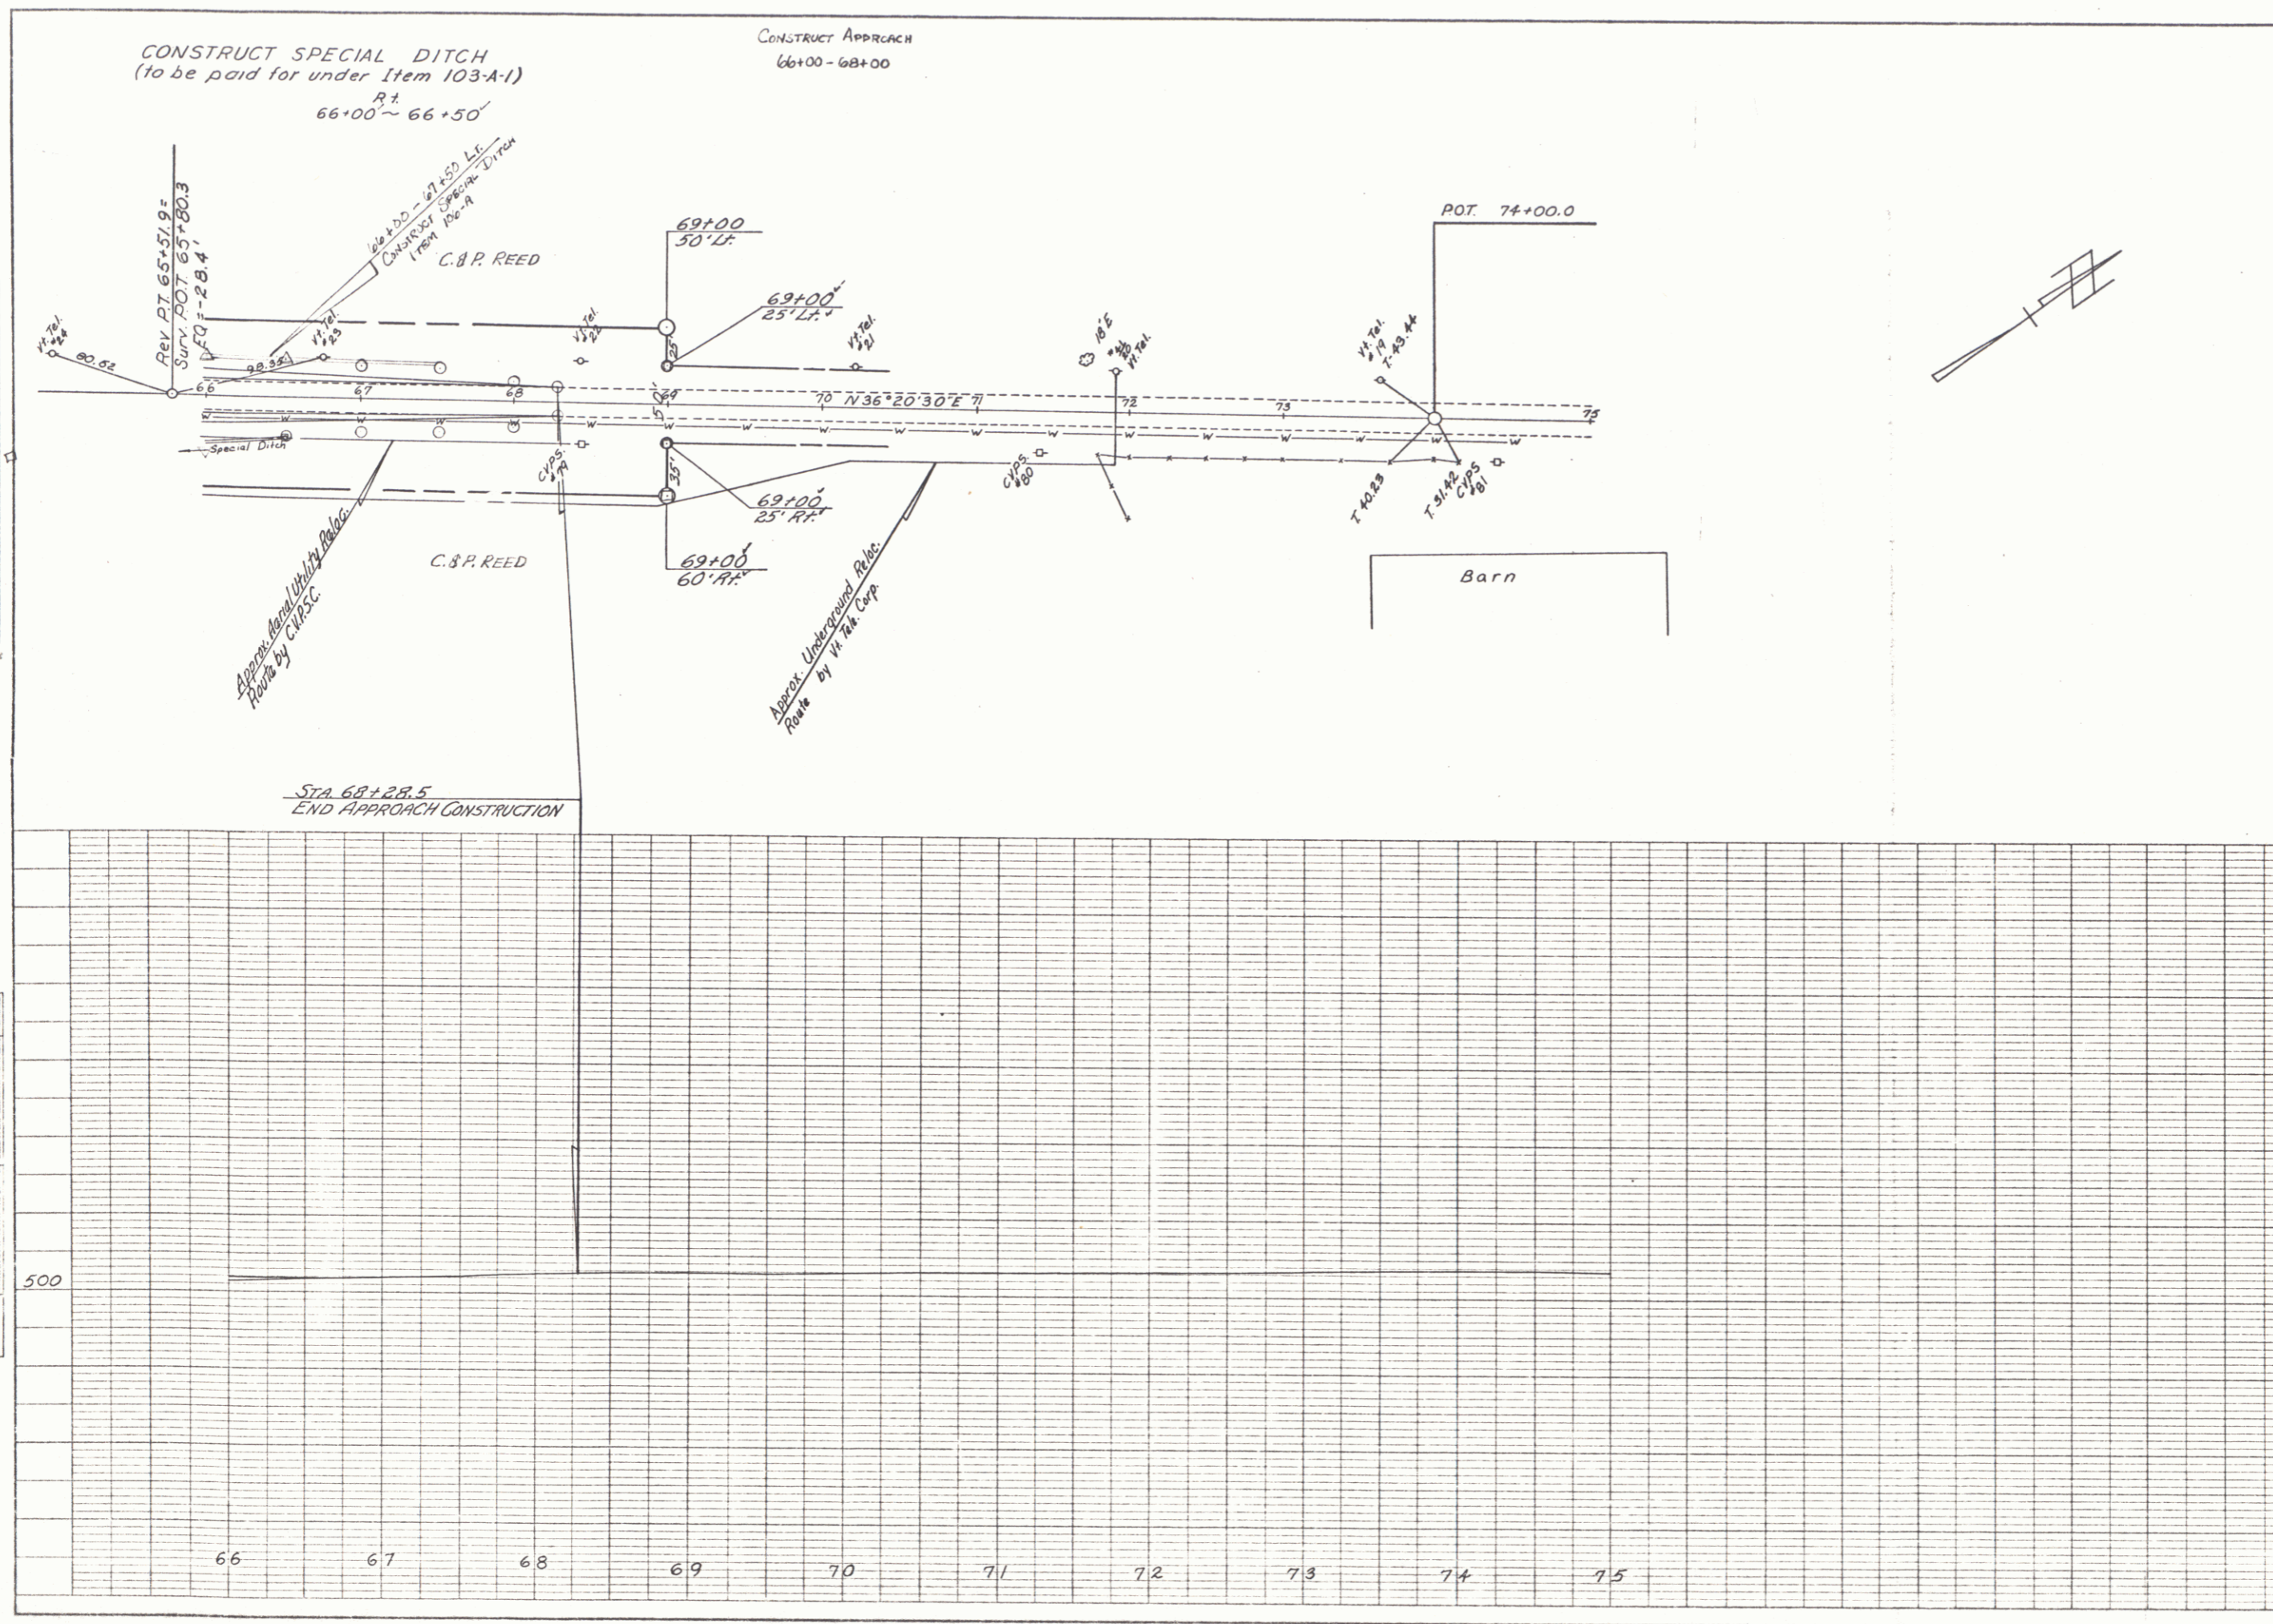 CONSTRUCT SPECIAL DITCH
(to be paid for under Item 103-A-1)
Rt.
66+00 ~ 66+50
CONSTRUCT APPROACH
66+00-68+00
66+00 - 67+50 LT.
CONSTRUCT SPECIAL DITCH
ITEM 106-A
Rev P.T. 65+51.9=
Surv. P.O.T. 65+80.3
EQ = -28.4'
C.&P. REED
69+00
50' Lt.
69+00
25' Lt.
P.O.T. 74+00.0
Vt. Tel.
#24
80.62
98.35
Vt. Tel.
#23
Vt. Tel.
#22
25'
Vt. Tel.
#21
18"E
Vt. Tel.
Vt. Tel.
#19
T-43.44
66
67
68
69
70
N 36° 20' 30" E
71
72
73
75
50'
W W W W W W W W W W W W W W W W W W
Special Ditch
C.V.P.S.
#79
35'
C.V.P.S.
#80
T 40.23
T. 31.42
C.V.P.S.
#81
69+00
25' Rt.
69+00
60' Rt.
C.&P. REED
Approx. Aerial Utility Reloc.
Route by C.V.P.S.C.
Approx. Underground Reloc.
Route by Vt. Tele. Corp.
Barn
STA. 68+28.5
END APPROACH CONSTRUCTION
500
66 67 68 69 70 71 72 73 74 75